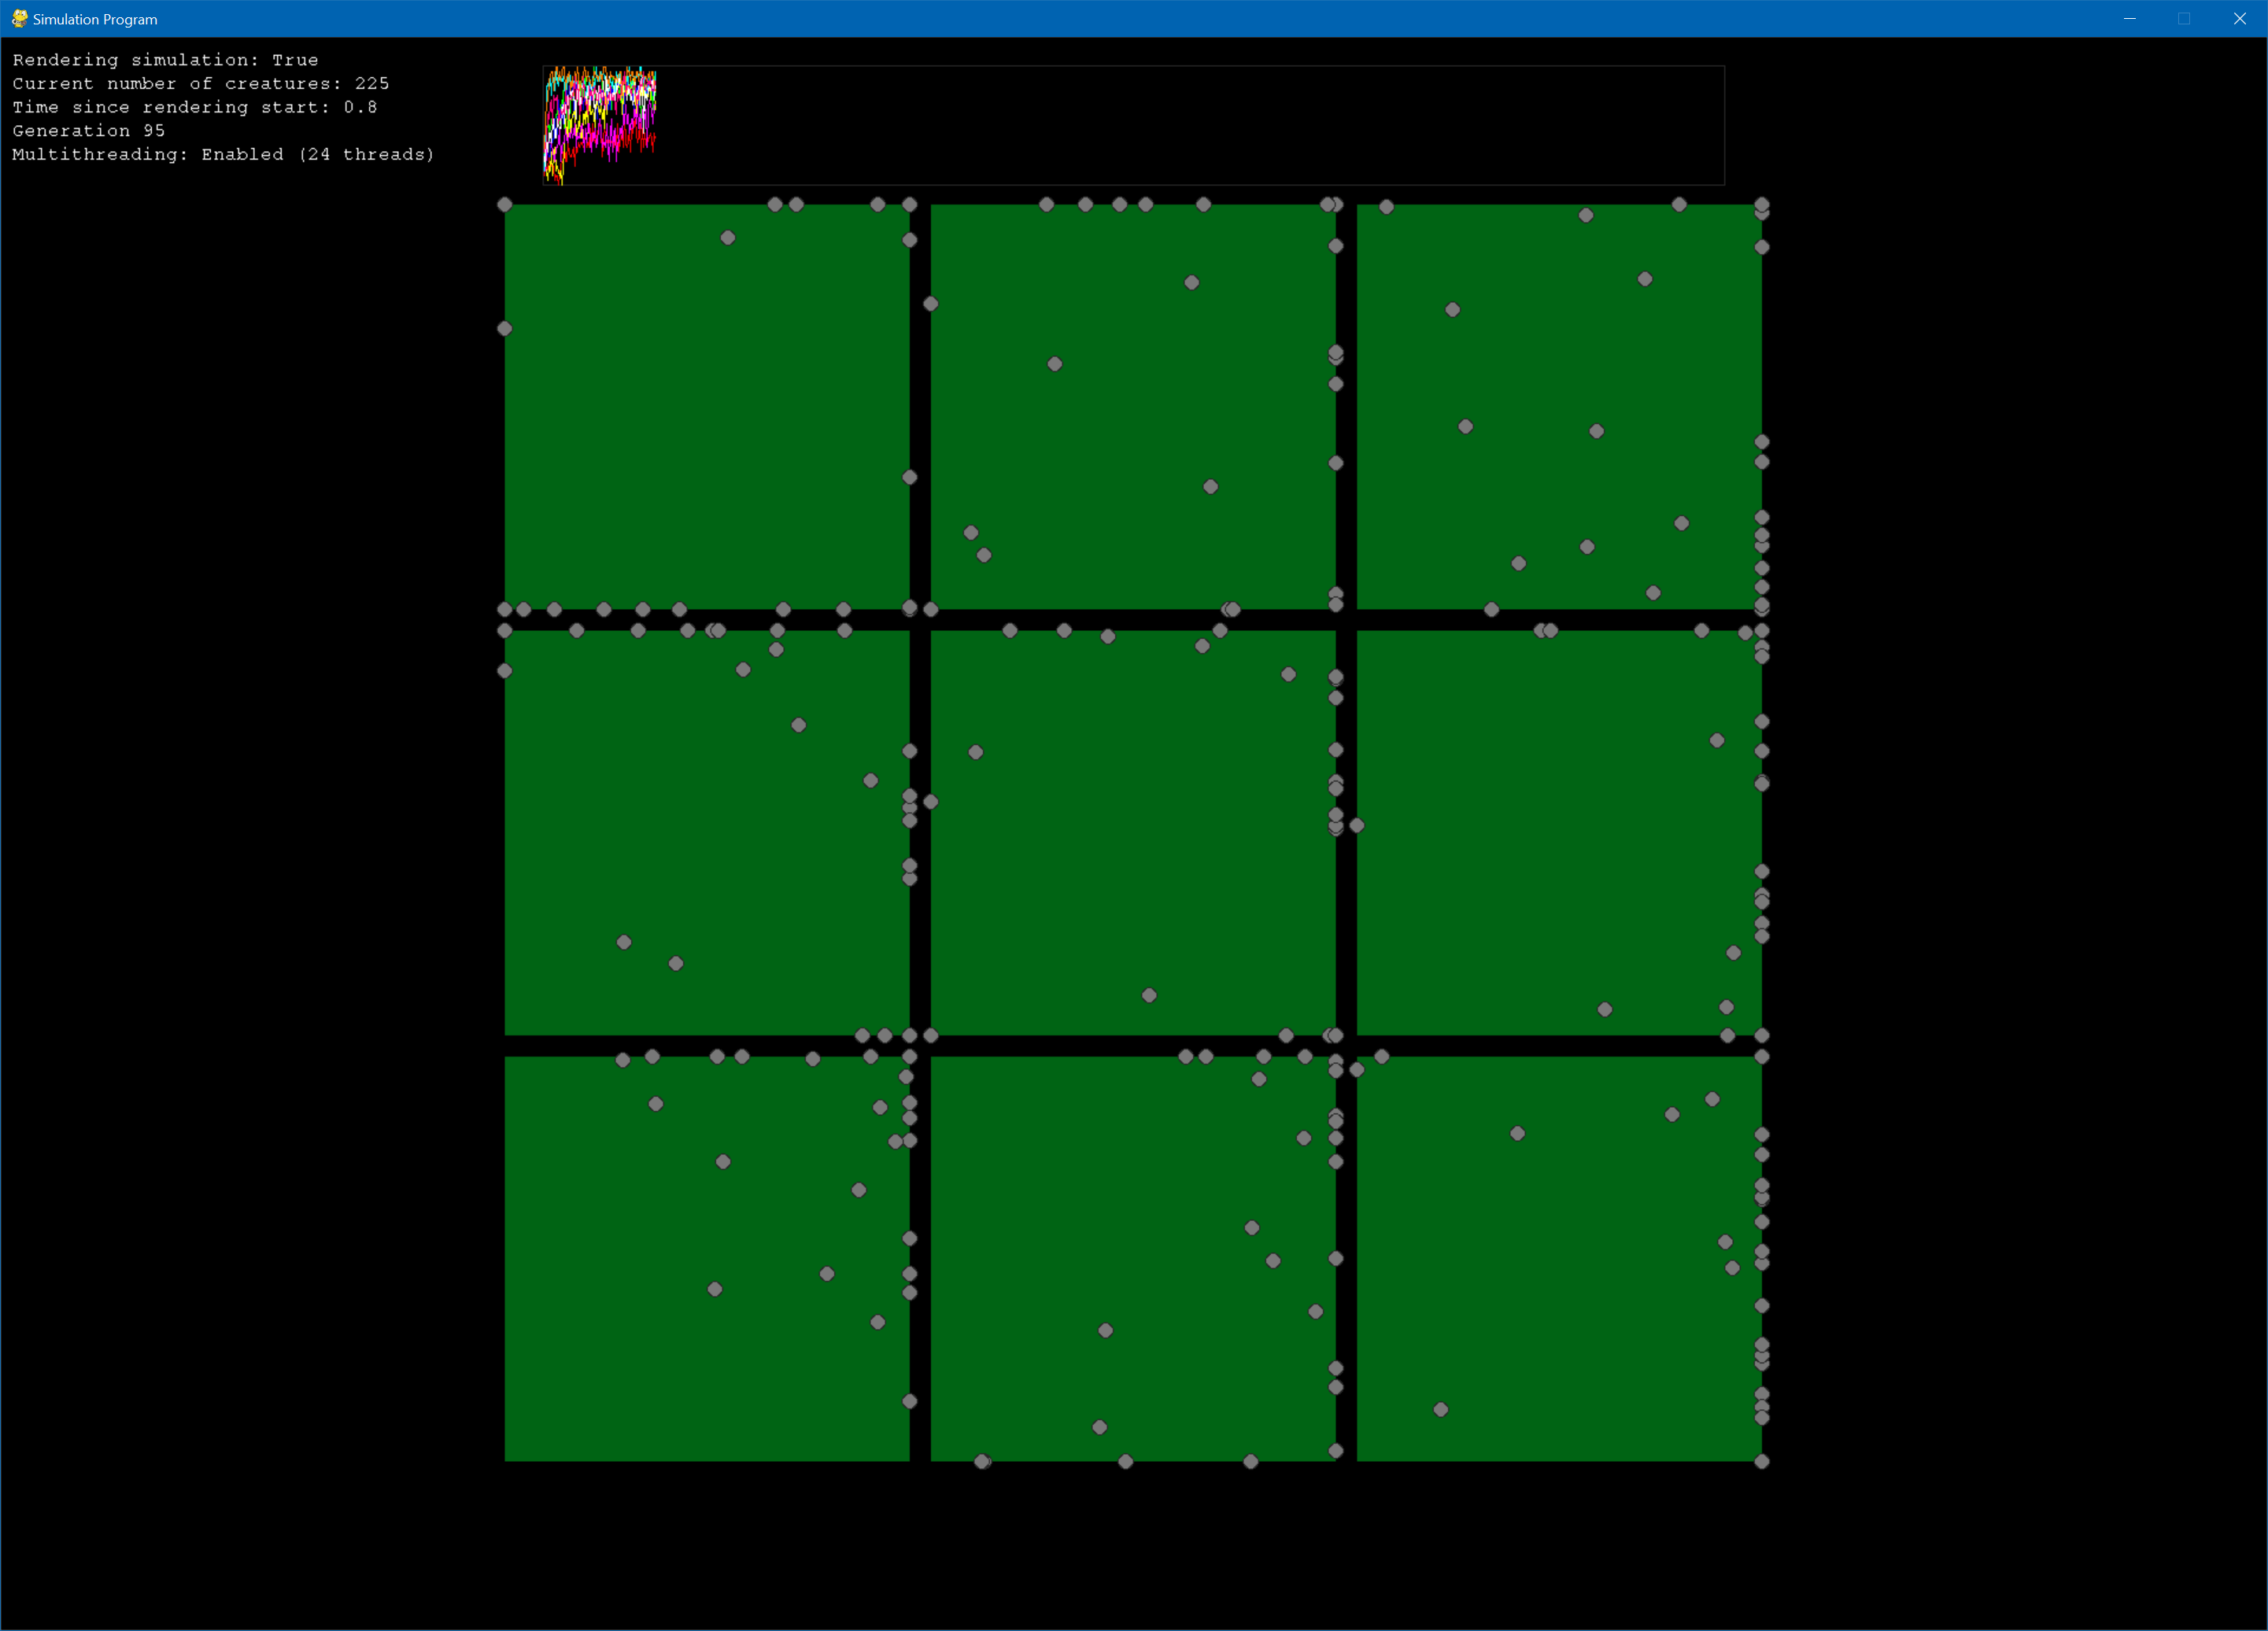 Simulation Program
Rendering simulation: True
Current number of creatures: 225
Time since rendering start: 0.8
Generation 95
Multithreading: Enabled (24 threads)